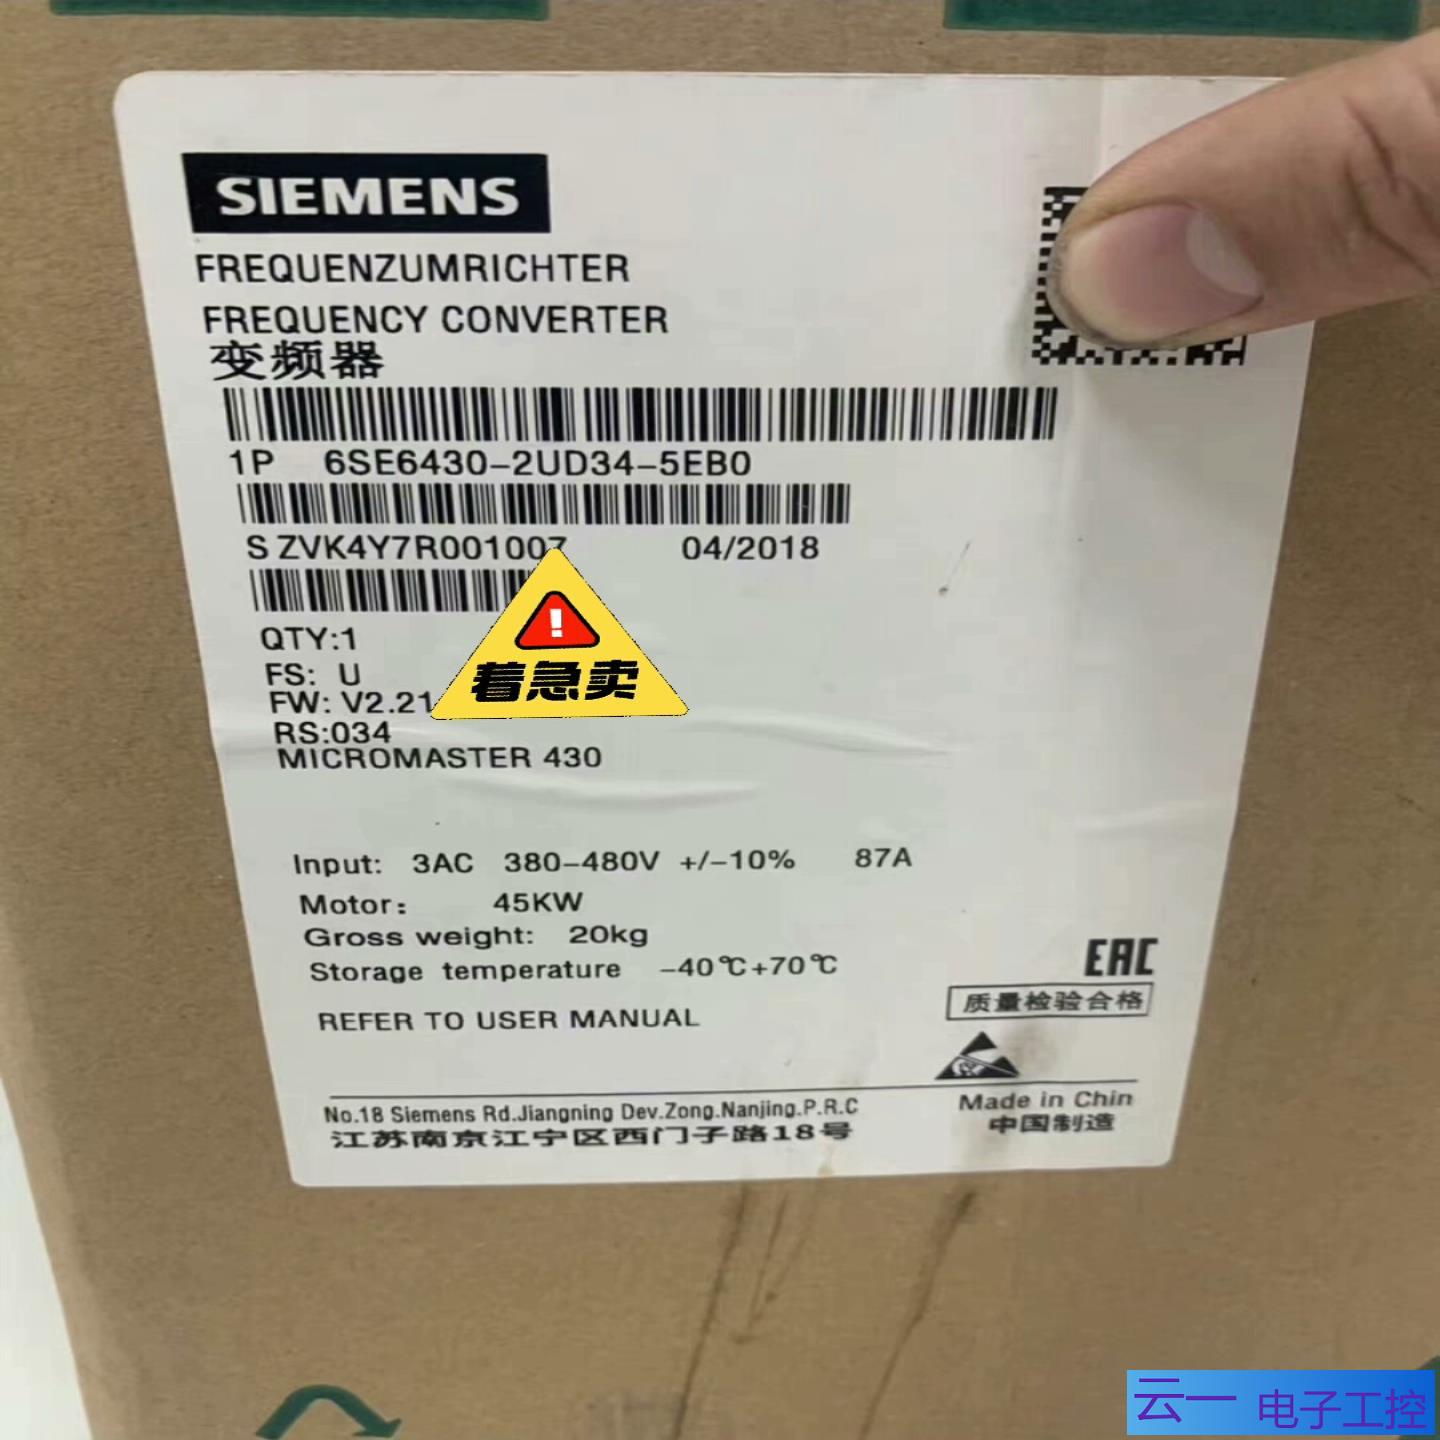 SIEMENS
FREQUENZUMRICHTER
FREQUENCY CONVERTER
变频器
1P 6SE6430-2UD34-5EB0
S ZVK4Y7R001007 04/2018
QTY:1
FS: U
FW: V2.21
RS:034
MICROMASTER 430
着急卖
Input: 3AC 380-480V +/-10% 87A
Motor: 45KW
Gross weight: 20kg
Storage temperature -40℃+70℃
REFER TO USER MANUAL
EAC
质量检验合格
No.18 Siemens Rd.Jiangning Dev.Zong.Nanjing.P.R.C
江苏南京江宁区西门子路18号
Made in Chin
中国制造
云一 电子工控